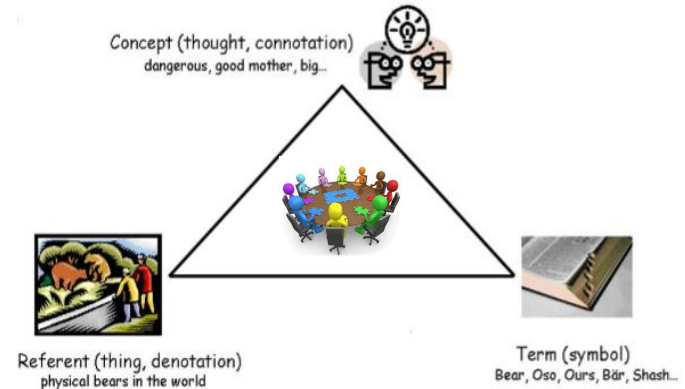 Concept (thought, connotation)
dangerous, good mother, big...
Referent (thing, denotation)
physical bears in the world
Term (symbol)
Bear, Oso, Ours, Bär, Shash...